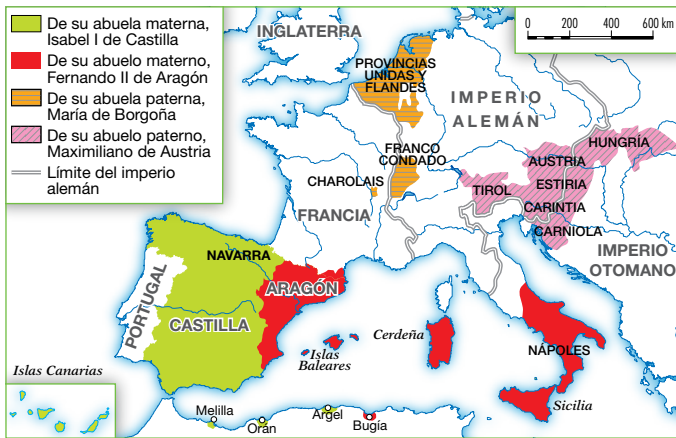 De su abuela materna,
Isabel I de Castilla
De su abuelo materno,
Fernando II de Aragón
De su abuela paterna,
María de Borgoña
De su abuelo paterno,
Maximiliano de Austria
Límite del imperio
alemán
0 200 400 600 km
INGLATERRA
PROVINCIAS
UNIDAS Y
FLANDES
IMPERIO
ALEMÁN
FRANCO
CONDADO
CHAROLAIS
FRANCIA
HUNGRÍA
AUSTRIA
TIROL
ESTIRIA
CARINTIA
CARNIOLA
IMPERIO
OTOMANO
NAVARRA
ARAGÓN
PORTUGAL
CASTILLA
Cerdeña
Islas
Baleares
NÁPOLES
Sicilia
Islas Canarias
Melilla
Orán
Argel
Bugía